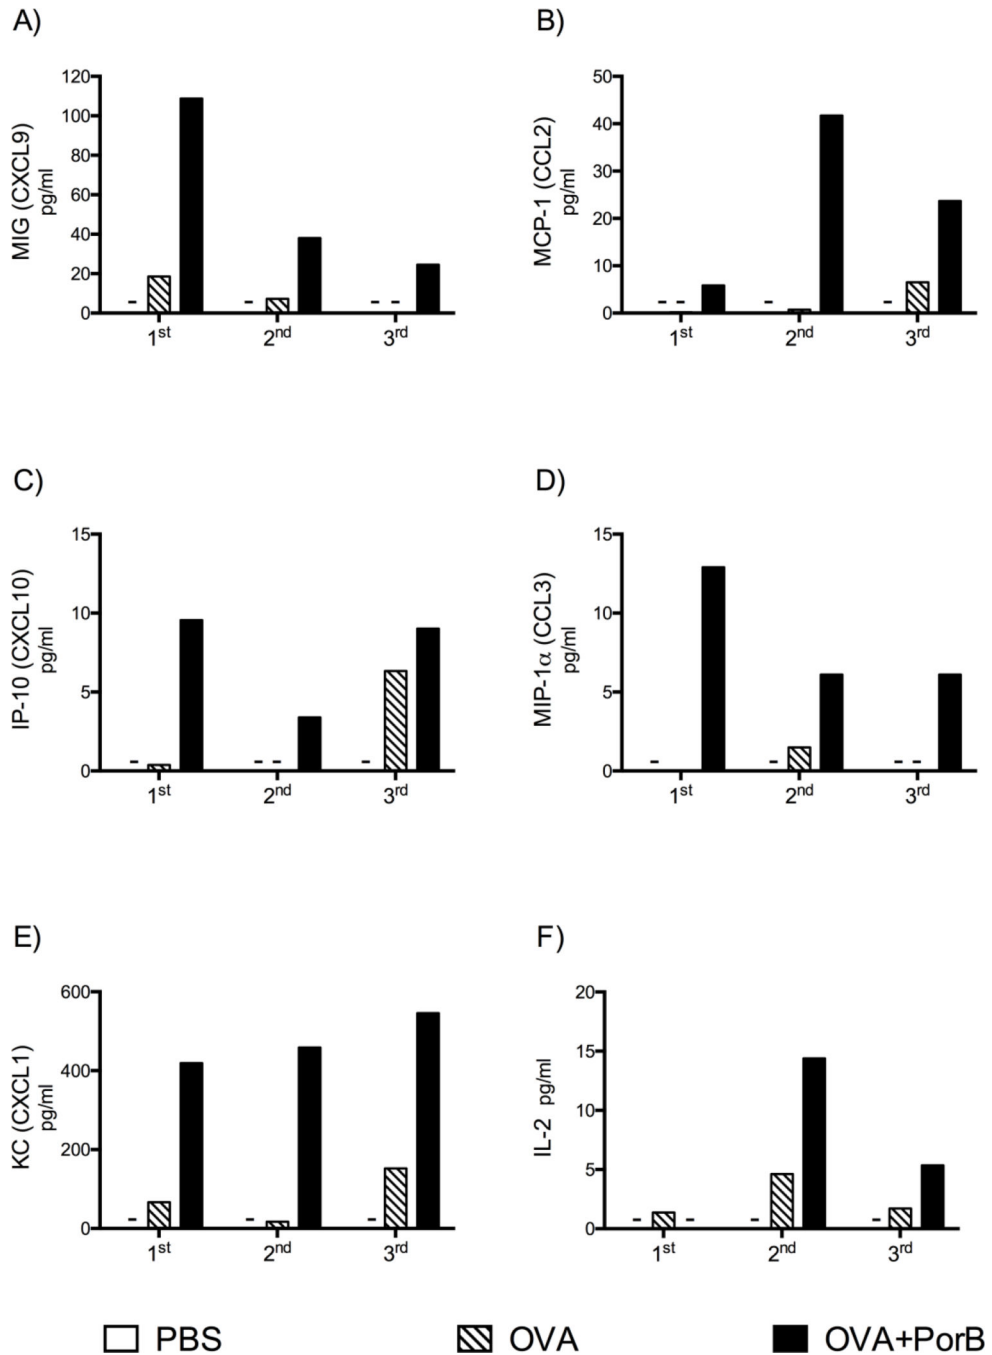 A)
MIG (CXCL9)
pg/ml
120
100
80
60
40
20
0
1st
2nd
3rd
B)
MCP-1 (CCL2)
pg/ml
50
40
30
20
10
0
1st
2nd
3rd
C)
IP-10 (CXCL10)
pg/ml
15
10
5
0
1st
2nd
3rd
D)
MIP-1α (CCL3)
pg/ml
15
10
5
0
1st
2nd
3rd
E)
KC (CXCL1)
pg/ml
600
400
200
0
1st
2nd
3rd
F)
IL-2 pg/ml
20
15
10
5
0
1st
2nd
3rd
PBS
OVA
OVA+PorB